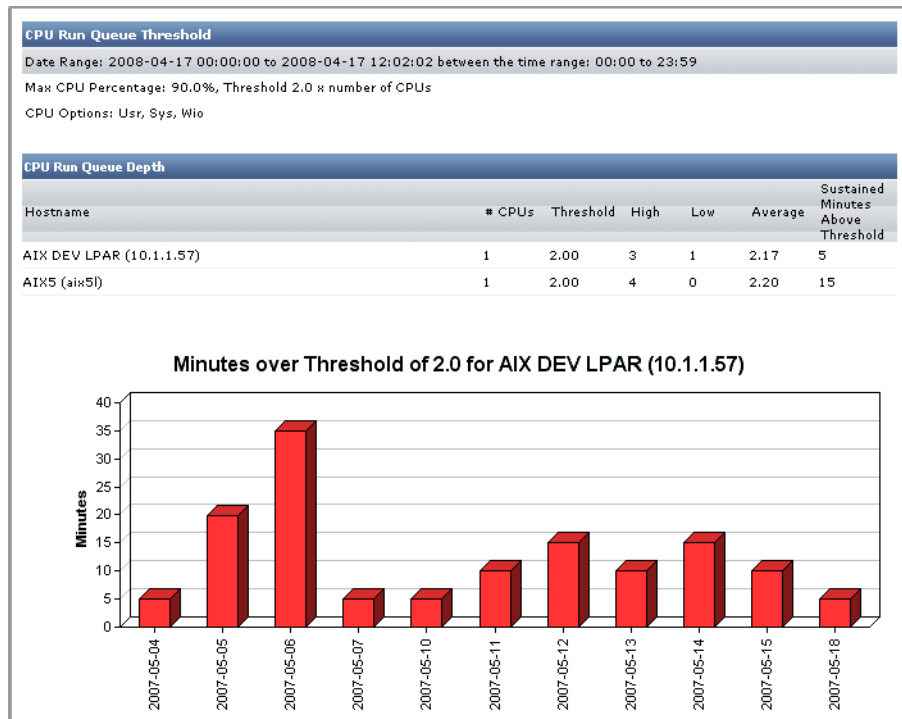 CPU Run Queue Threshold
Date Range: 2008-04-17 00:00:00 to 2008-04-17 12:02:02 between the time range: 00:00 to 23:59
Max CPU Percentage: 90.0%, Threshold 2.0 x number of CPUs
CPU Options: Usr, Sys, Wio
CPU Run Queue Depth
Hostname # CPUs Threshold High Low Average Sustained Minutes Above Threshold
AIX DEV LPAR (10.1.1.57) 1 2.00 3 1 2.17 5
AIX5 (aix5l) 1 2.00 4 0 2.20 15
Minutes over Threshold of 2.0 for AIX DEV LPAR (10.1.1.57)
Minutes
40
35
30
25
20
15
10
5
0
2007-05-04
2007-05-05
2007-05-06
2007-05-07
2007-05-10
2007-05-11
2007-05-12
2007-05-13
2007-05-14
2007-05-15
2007-05-18